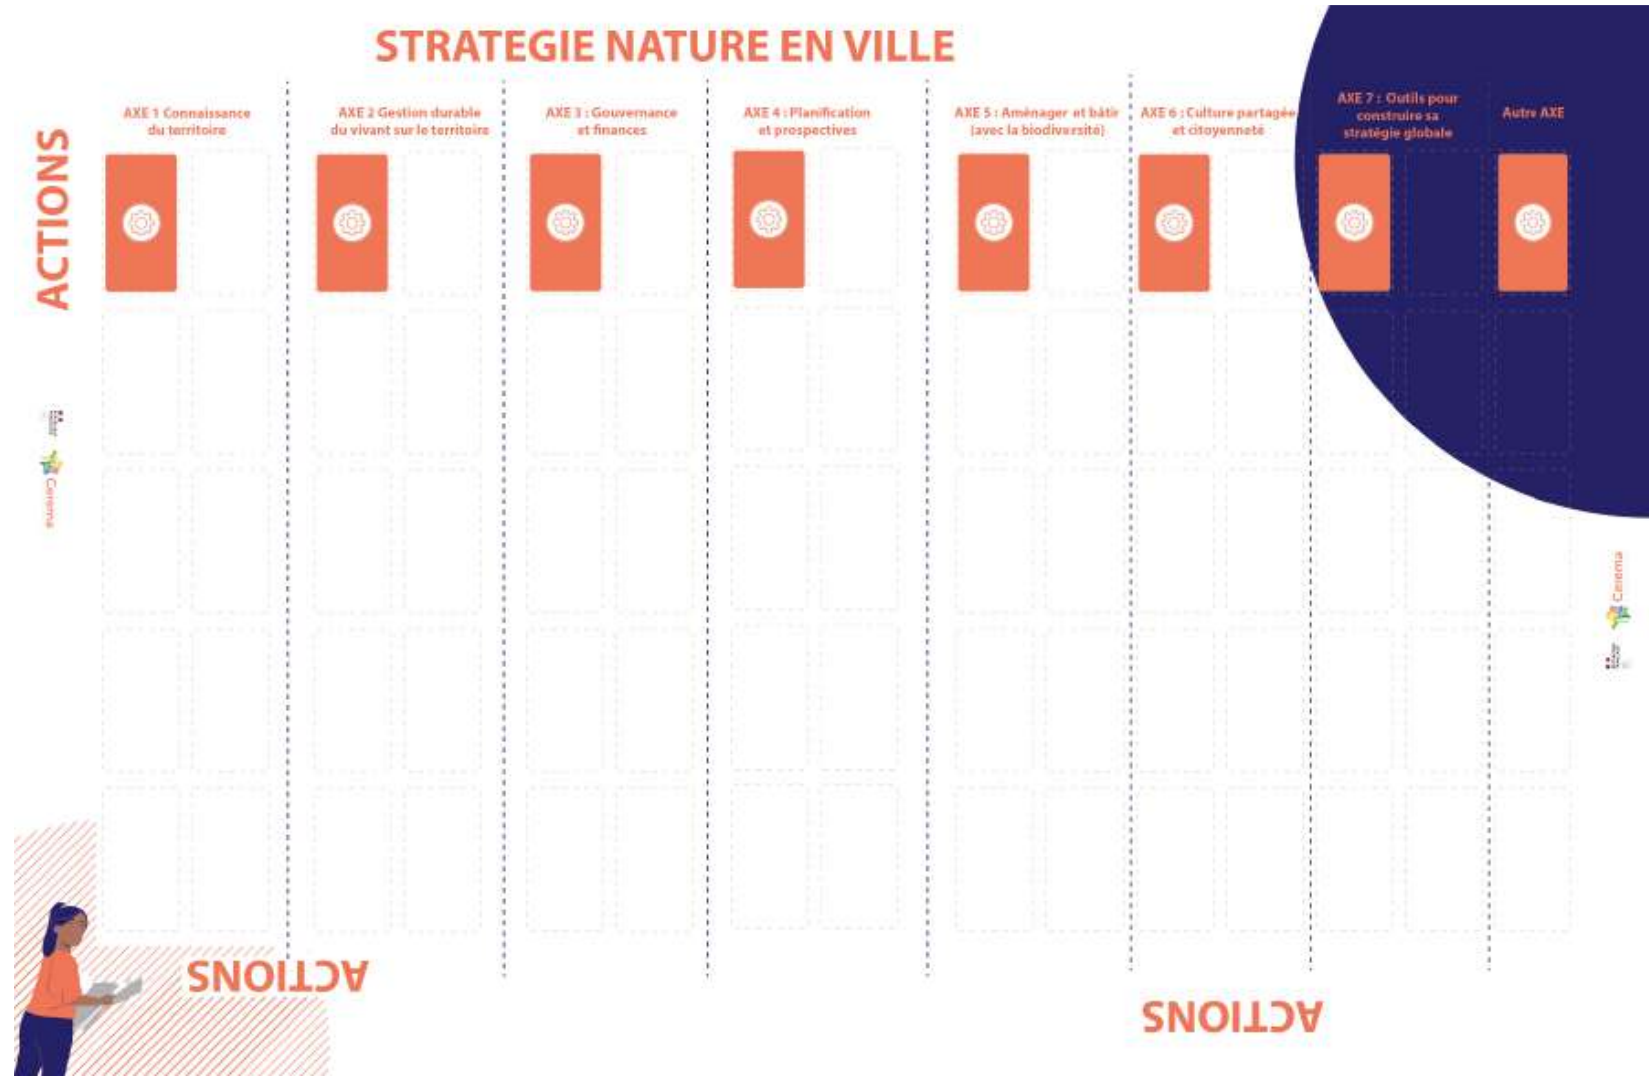 STRATEGIE NATURE EN VILLE
ACTIONS
AXE 1 Connaissance
du territoire
AXE 2 Gestion durable
du vivant sur le territoire
AXE 3 : Gouvernance
et finances
AXE 4 : Planification
et prospectives
AXE 5 : Aménager et bâtir
(avec la biodiversité)
AXE 6 : Culture partagée
et citoyenneté
AXE 7 : Outils pour
construire sa
stratégie globale
Autre AXE
Cerema
Cerema
ACTIONS
ACTIONS